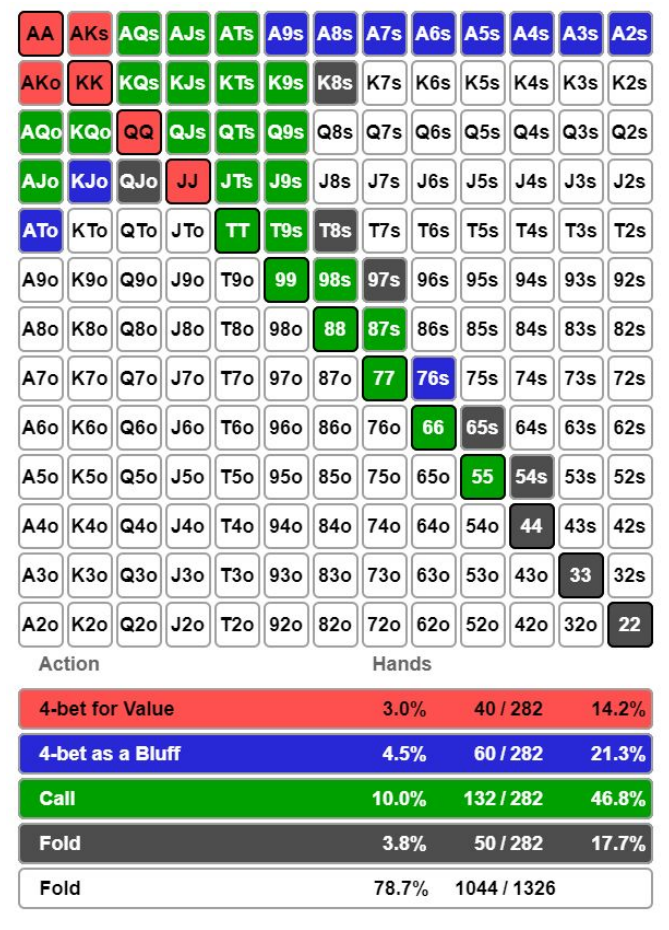 AA AKs AQs AJs ATs A9s A8s A7s A6s A5s A4s A3s A2s
AKo KK KQs KJs KTs K9s K8s K7s K6s K5s K4s K3s K2s
AQo KQo QQ QJs QTs Q9s Q8s Q7s Q6s Q5s Q4s Q3s Q2s
AJo KJo QJo JJ JTs J9s J8s J7s J6s J5s J4s J3s J2s
ATo KTo QTo JTo TT T9s T8s T7s T6s T5s T4s T3s T2s
A9o K9o Q9o J9o T9o 99 98s 97s 96s 95s 94s 93s 92s
A8o K8o Q8o J8o T8o 98o 88 87s 86s 85s 84s 83s 82s
A7o K7o Q7o J7o T7o 97o 87o 77 76s 75s 74s 73s 72s
A6o K6o Q6o J6o T6o 96o 86o 76o 66 65s 64s 63s 62s
A5o K5o Q5o J5o T5o 95o 85o 75o 65o 55 54s 53s 52s
A4o K4o Q4o J4o T4o 94o 84o 74o 64o 54o 44 43s 42s
A3o K3o Q3o J3o T3o 93o 83o 73o 63o 53o 43o 33 32s
A2o K2o Q2o J2o T2o 92o 82o 72o 62o 52o 42o 32o 22
Action Hands
4-bet for Value 3.0% 40 / 282 14.2%
4-bet as a Bluff 4.5% 60 / 282 21.3%
Call 10.0% 132 / 282 46.8%
Fold 3.8% 50 / 282 17.7%
Fold 78.7% 1044 / 1326